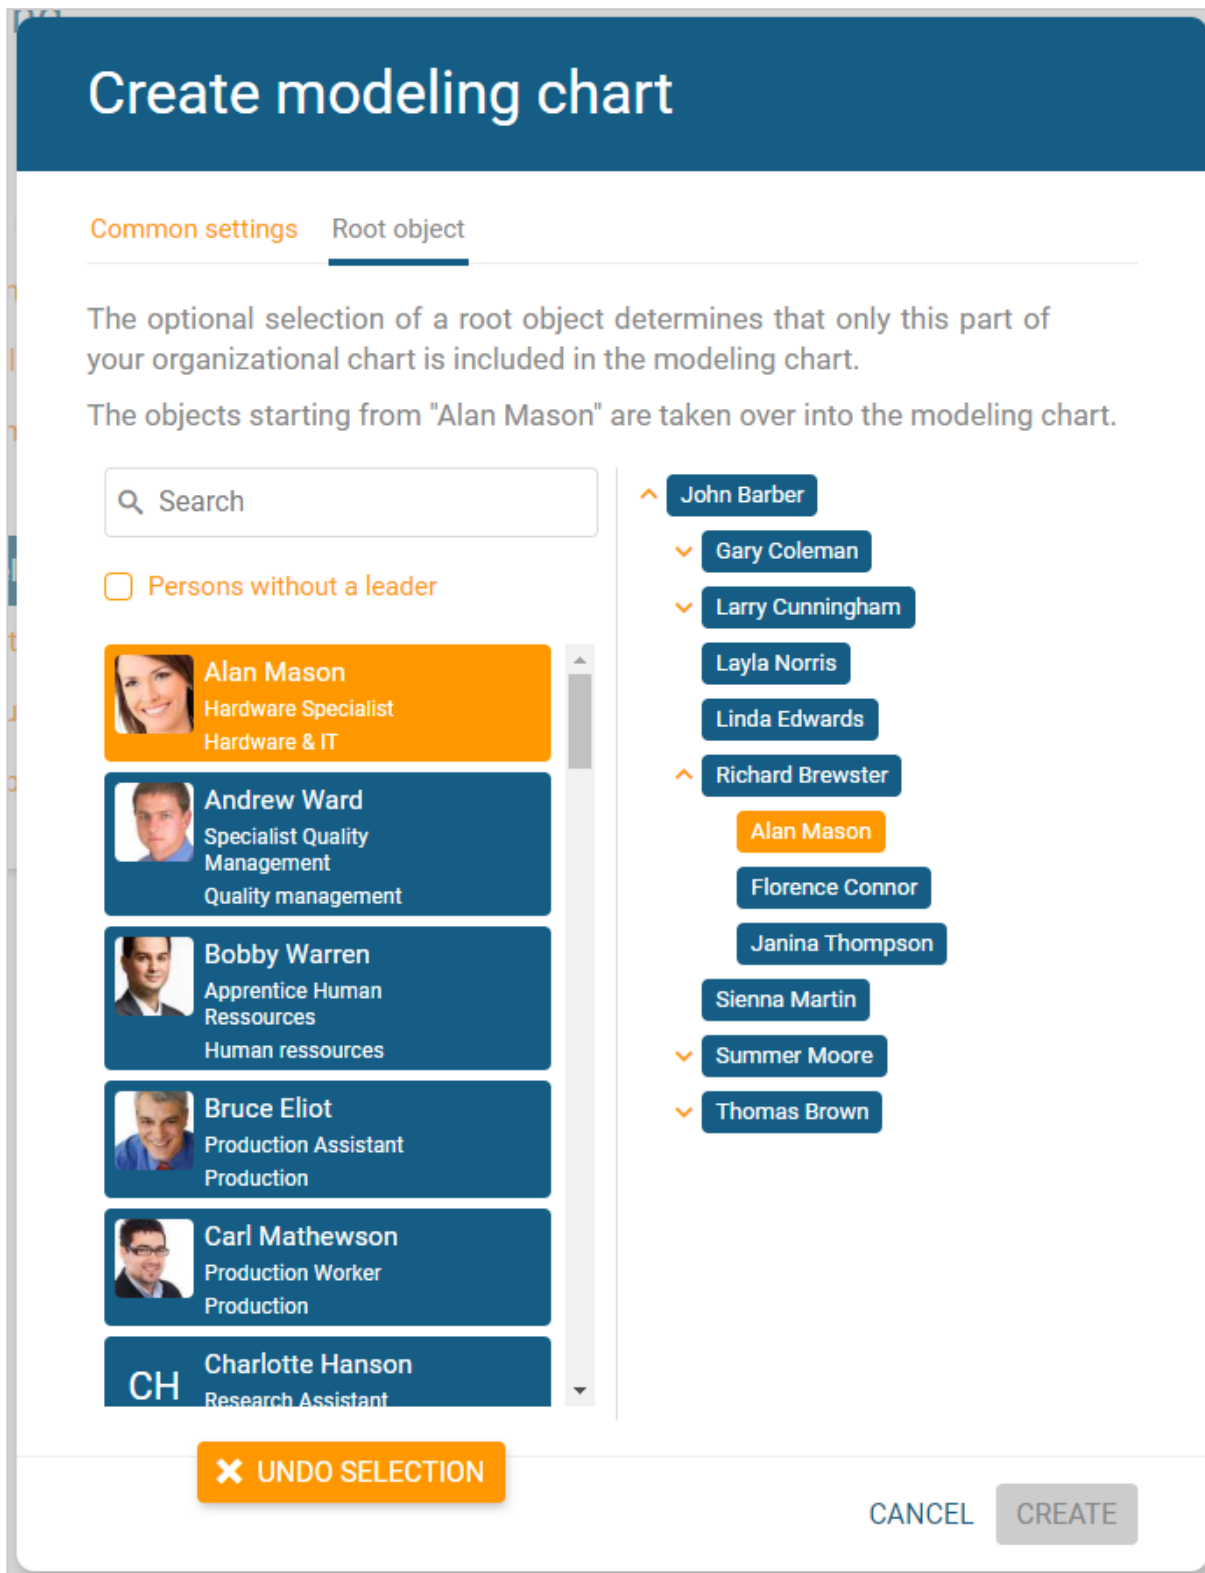 Create modeling chart
Common settings Root object
The optional selection of a root object determines that only this part of
your organizational chart is included in the modeling chart.
The objects starting from "Alan Mason" are taken over into the modeling chart.
Search
Persons without a leader
Alan Mason
Hardware Specialist
Hardware & IT
Andrew Ward
Specialist Quality
Management
Quality management
Bobby Warren
Apprentice Human
Ressources
Human ressources
Bruce Eliot
Production Assistant
Production
Carl Mathewson
Production Worker
Production
CH
Charlotte Hanson
Research Assistant
John Barber
Gary Coleman
Larry Cunningham
Layla Norris
Linda Edwards
Richard Brewster
Alan Mason
Florence Connor
Janina Thompson
Sienna Martin
Summer Moore
Thomas Brown
UNDO SELECTION
CANCEL CREATE